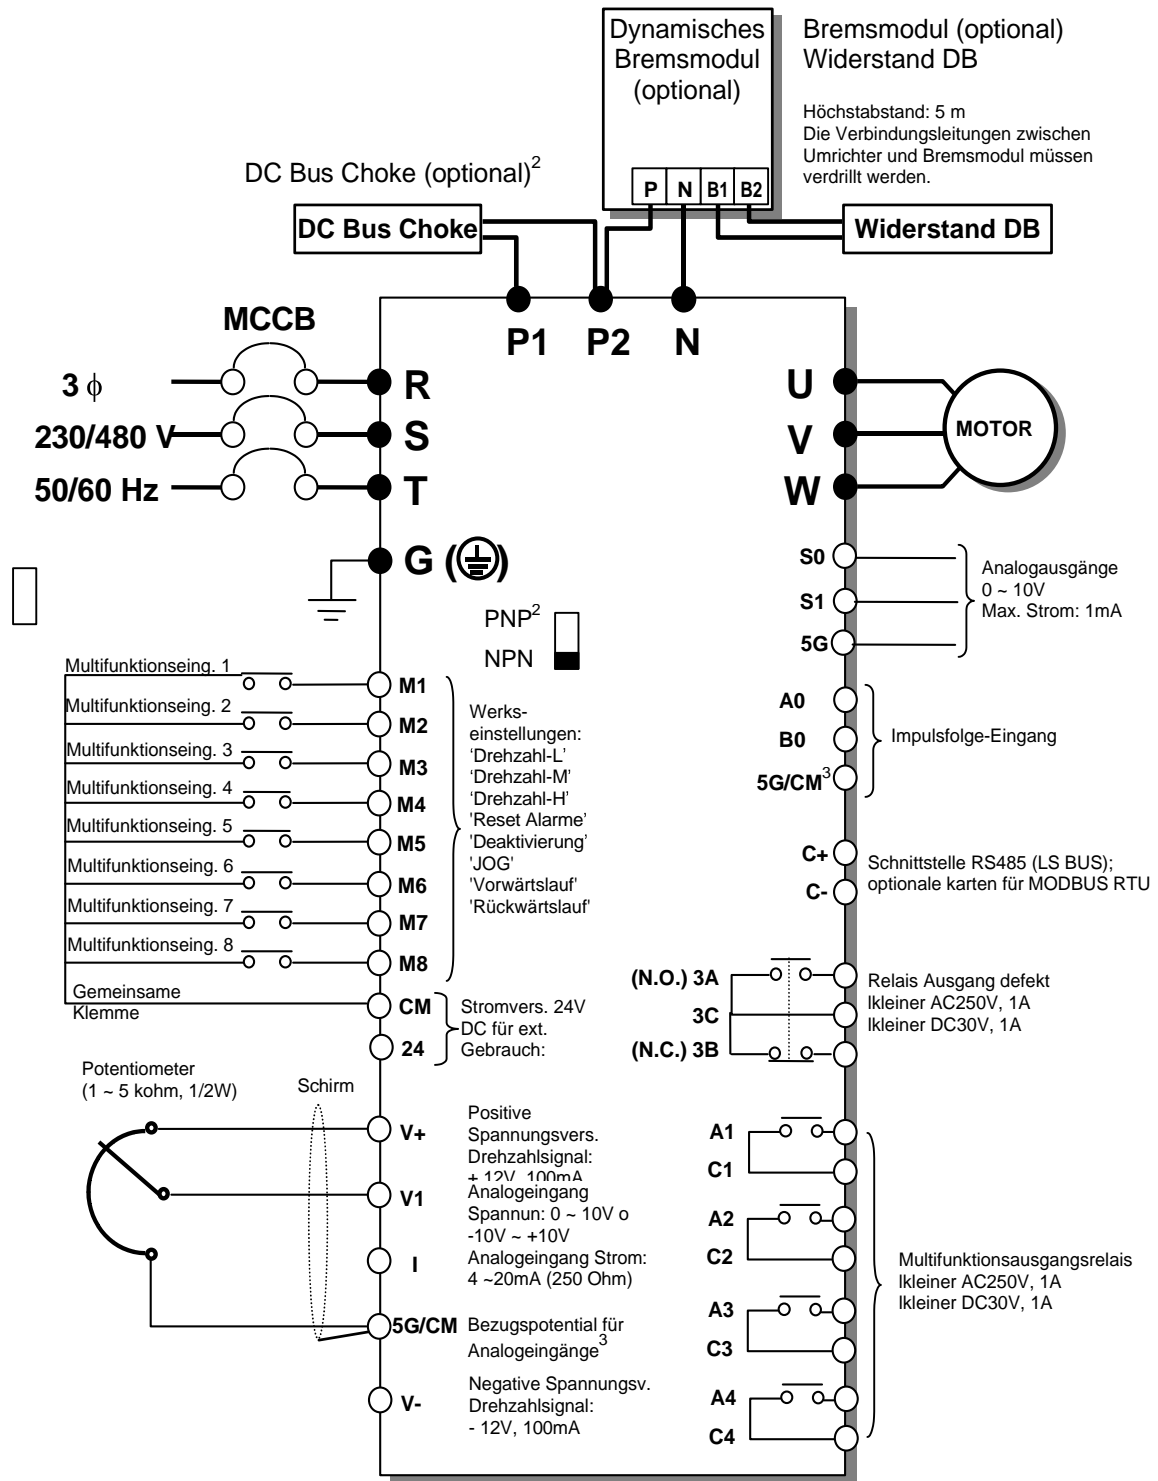 Dynamisches
Bremsmodul
(optional)
P N B1 B2
Bremsmodul (optional)
Widerstand DB
Höchstabstand: 5 m
Die Verbindungsleitungen zwischen
Umrichter und Bremsmodul müssen
verdrillt werden.
DC Bus Choke (optional)2
DC Bus Choke
Widerstand DB
P1 P2 N
MCCB
3 ϕ
230/480 V
50/60 Hz
R
S
T
G
U
V
W
MOTOR
PNP2
NPN
S0
S1
5G
Analogausgänge
0 ~ 10V
Max. Strom: 1mA
A0
B0
5G/CM3
Impulsfolge-Eingang
Multifunktionseing. 1
Multifunktionseing. 2
Multifunktionseing. 3
Multifunktionseing. 4
Multifunktionseing. 5
Multifunktionseing. 6
Multifunktionseing. 7
Multifunktionseing. 8
Gemeinsame
Klemme
M1
M2
M3
M4
M5
M6
M7
M8
CM
24
Werks-
einstellungen:
‘Drehzahl-L’
‘Drehzahl-M’
‘Drehzahl-H’
'Reset Alarme’
'Deaktivierung’
'JOG’
'Vorwärtslauf’
'Rückwärtslauf’
Stromvers. 24V
DC für ext.
Gebrauch:
C+
C-
Schnittstelle RS485 (LS BUS);
optionale karten für MODBUS RTU
(N.O.) 3A
3C
(N.C.) 3B
Relais Ausgang defekt
Ikleiner AC250V, 1A
Ikleiner DC30V, 1A
Potentiometer
(1 ~ 5 kohm, 1/2W)
Schirm
V+
V1
I
5G/CM
V-
Positive
Spannungsvers.
Drehzahlsignal:
+ 12V, 100mA
Analogeingang
Spannun: 0 ~ 10V o
-10V ~ +10V
Analogeingang Strom:
4 ~20mA (250 Ohm)
Bezugspotential für
Analogeingänge3
Negative Spannungsv.
Drehzahlsignal:
- 12V, 100mA
A1
C1
A2
C2
A3
C3
A4
C4
Multifunktionsausgangsrelais
Ikleiner AC250V, 1A
Ikleiner DC30V, 1A